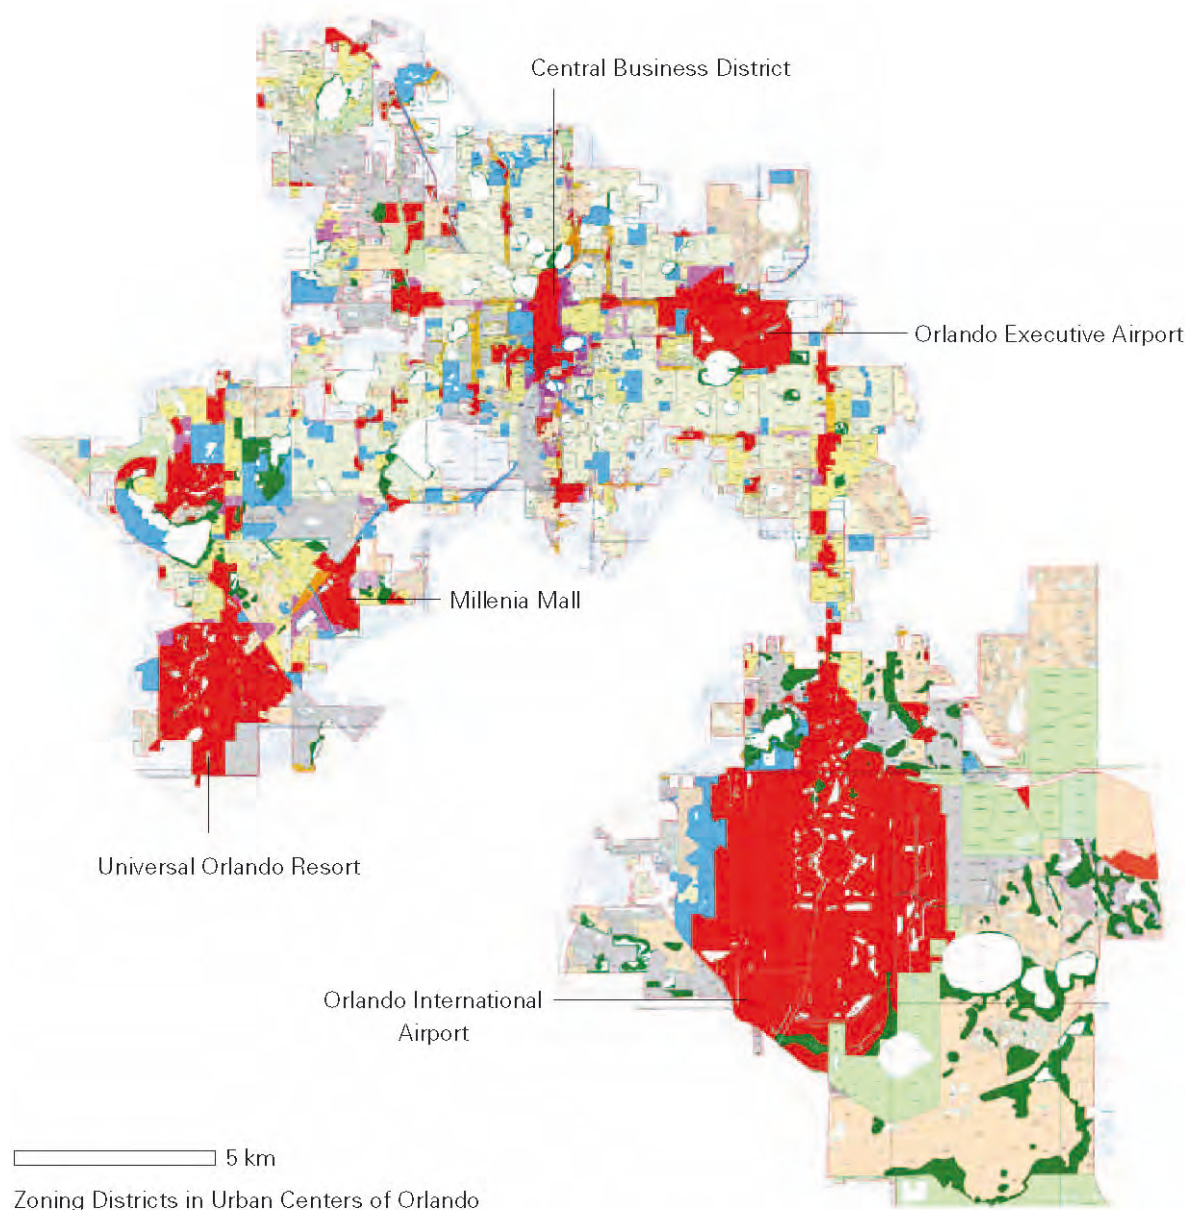 Central Business District
Orlando Executive Airport
Millenia Mall
Universal Orlando Resort
Orlando International
Airport
5 km
Zoning Districts in Urban Centers of Orlando